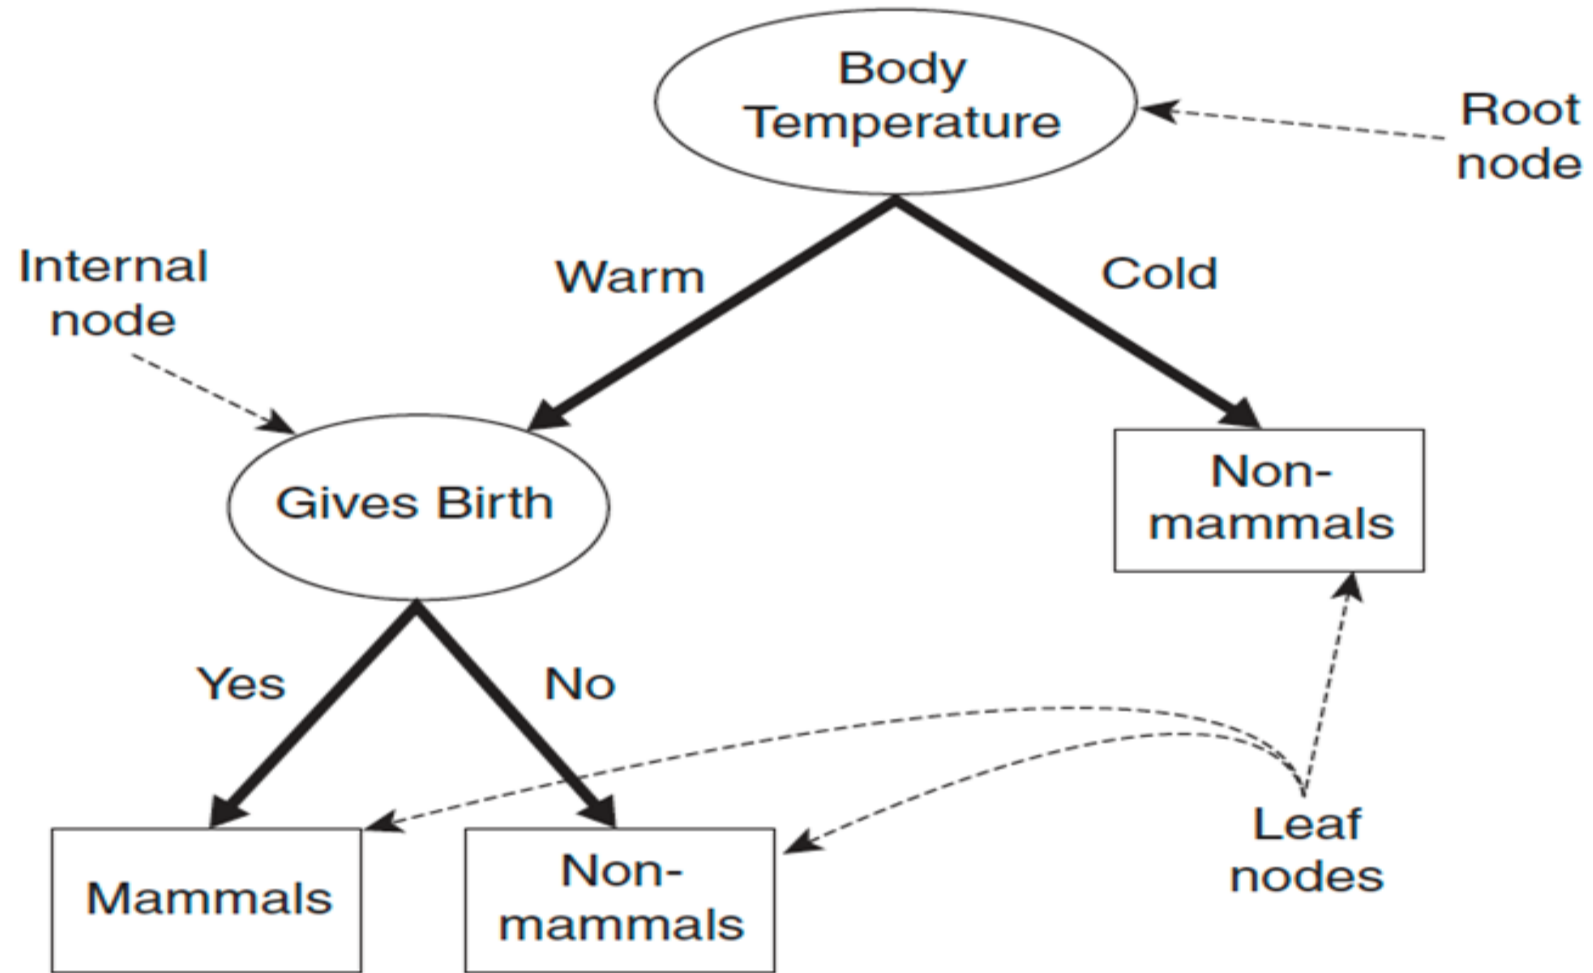 Body
Temperature
Root
node
Internal
node
Warm
Cold
Gives Birth
Non-
mammals
Yes
No
Mammals
Non-
mammals
Leaf
nodes